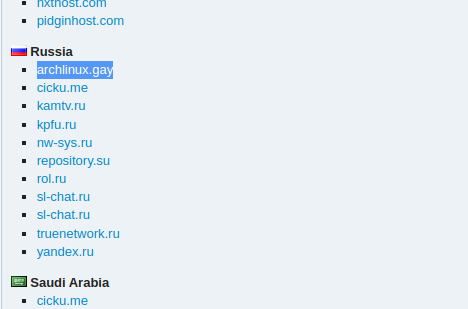 nxthost.com
pidginhost.com
Russia
archlinux.gay
cicku.me
kamtv.ru
kpfu.ru
nw-sys.ru
repository.su
rol.ru
sl-chat.ru
sl-chat.ru
truenetwork.ru
yandex.ru
Saudi Arabia
cicku.me